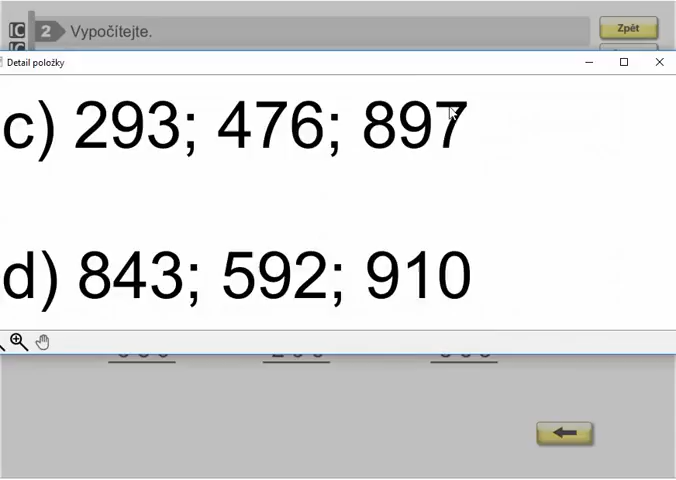 2 Vypočítejte.
Zpět
Detail položky
c) 293; 476; 897
d) 843; 592; 910